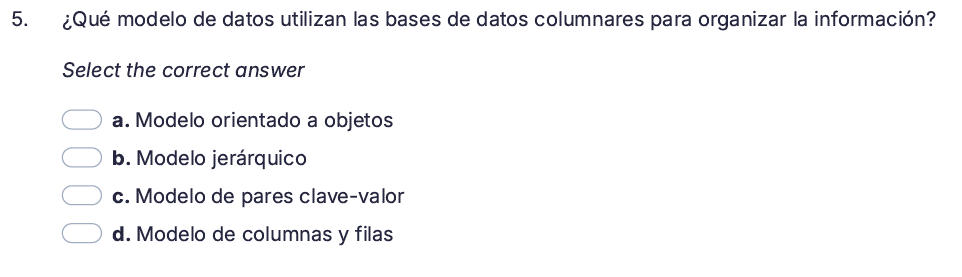 5. ¿Qué modelo de datos utilizan las bases de datos columnares para organizar la información?
Select the correct answer
a. Modelo orientado a objetos
b. Modelo jerárquico
c. Modelo de pares clave-valor
d. Modelo de columnas y filas